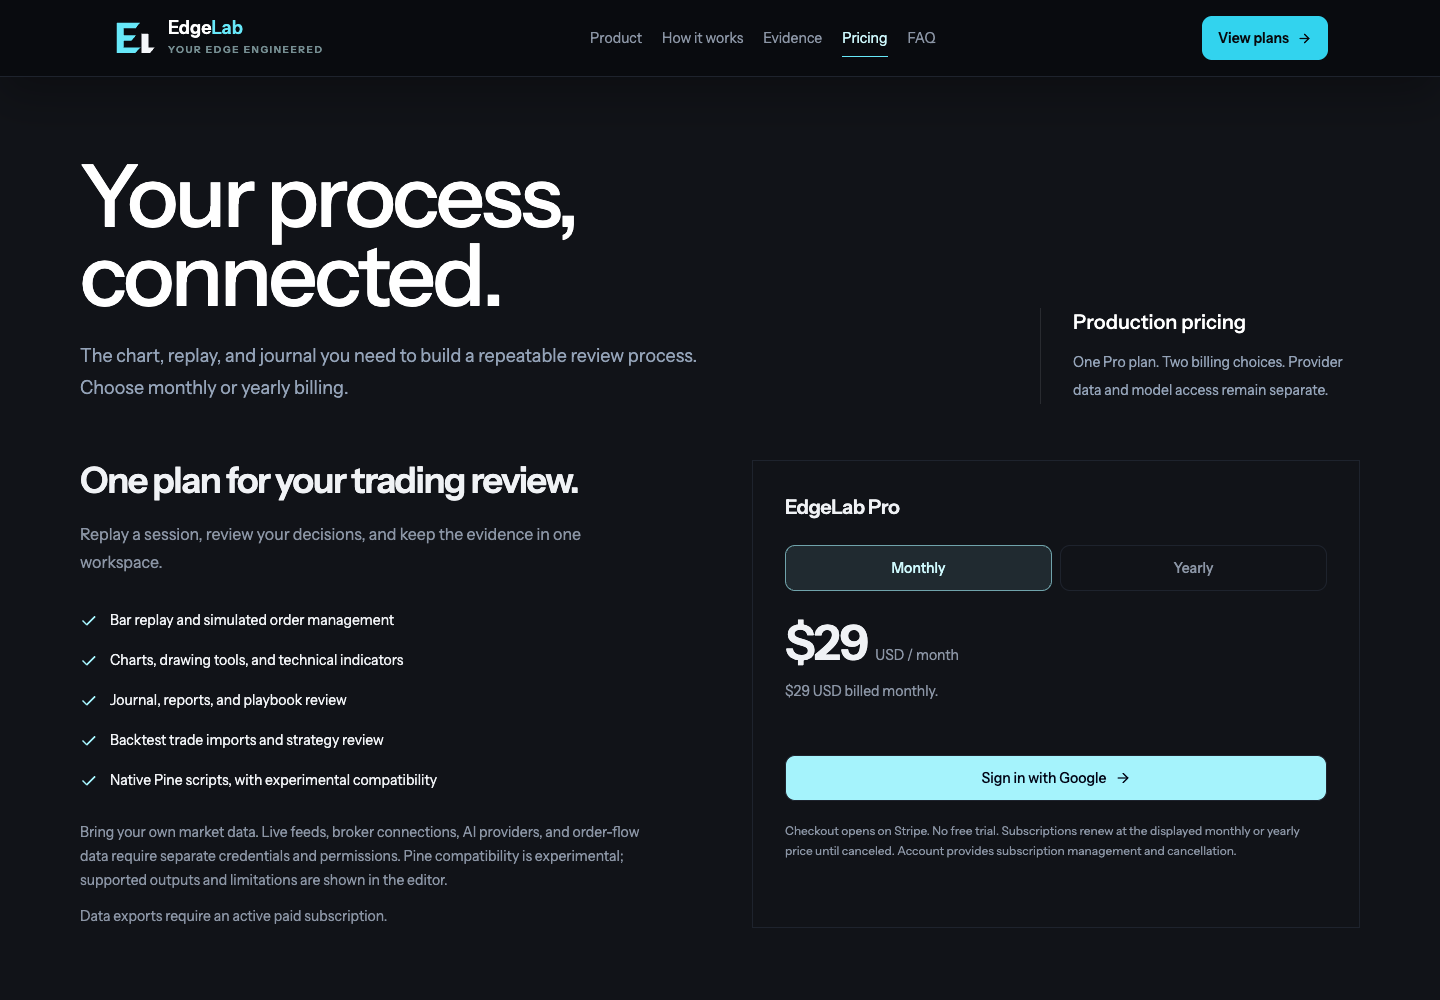 EL
EdgeLab
YOUR EDGE ENGINEERED
Product
How it works
Evidence
Pricing
FAQ
View plans
Your process,
connected.
The chart, replay, and journal you need to build a repeatable review process.
Choose monthly or yearly billing.
Production pricing
One Pro plan. Two billing choices. Provider
data and model access remain separate.
One plan for your trading review.
Replay a session, review your decisions, and keep the evidence in one
workspace.
Bar replay and simulated order management
Charts, drawing tools, and technical indicators
Journal, reports, and playbook review
Backtest trade imports and strategy review
Native Pine scripts, with experimental compatibility
Bring your own market data. Live feeds, broker connections, AI providers, and order-flow
data require separate credentials and permissions. Pine compatibility is experimental;
supported outputs and limitations are shown in the editor.
Data exports require an active paid subscription.
EdgeLab Pro
Monthly
Yearly
$29 USD / month
$29 USD billed monthly.
Sign in with Google
Checkout opens on Stripe. No free trial. Subscriptions renew at the displayed monthly or yearly
price until canceled. Account provides subscription management and cancellation.